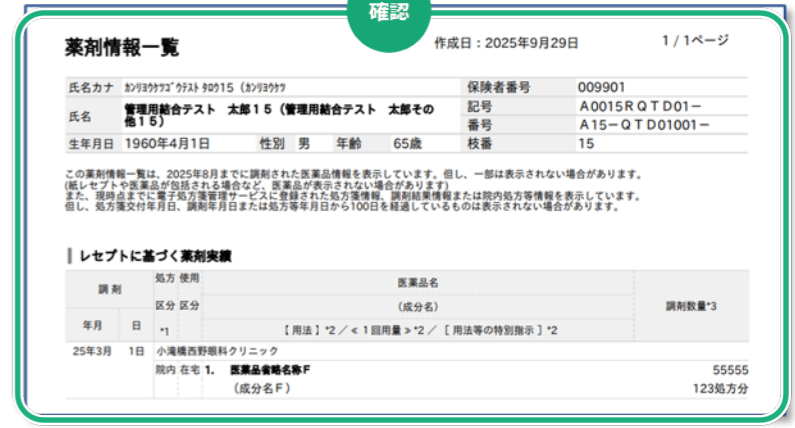 確認
薬剤情報一覧
作成日：2025年9月29日
1 / 1ページ
氏名カナ ｶﾝﾘﾖｳｹﾂｺﾞｳﾃｽﾄ ﾀﾛｳ15 (ｶﾝﾘﾖｳｹﾂ
保険者番号 009901
氏名 管理用結合テスト 太郎１５（管理用結合テスト 太郎その
他１５）
記号 A0015ＲＱＴD01－
番号 A15－ＱＴD01001－
生年月日 1960年4月1日 性別 男 年齢 65歳 枝番 15
この薬剤情報一覧は、2025年8月までに調剤された医薬品情報を表示しています。但し、一部は表示されない場合があります。
(紙レセプトや医薬品が包括される場合など、医薬品が表示されない場合があります)
また、現時点までに電子処方箋管理サービスに登録された処方箋情報、調剤結果情報または院内処方等情報を表示しています。
但し、処方箋交付年月日、調剤年月日または処方等年月日から100日を経過しているものは表示されない場合があります。
レセプトに基づく薬剤実績
調 剤 処方 使用 医薬品名
区分 区分 （成分名） 調剤数量*3
年月 日 *1 【 用法 】*2 ／ ≪ 1回用量 ≫ *2 ／ ［ 用法等の特別指示 ］*2
25年3月 1日 小滝橋西野眼科クリニック
院内 在宅 1. 医薬品省略名称Ｆ 55555
（成分名Ｆ） 123処方分